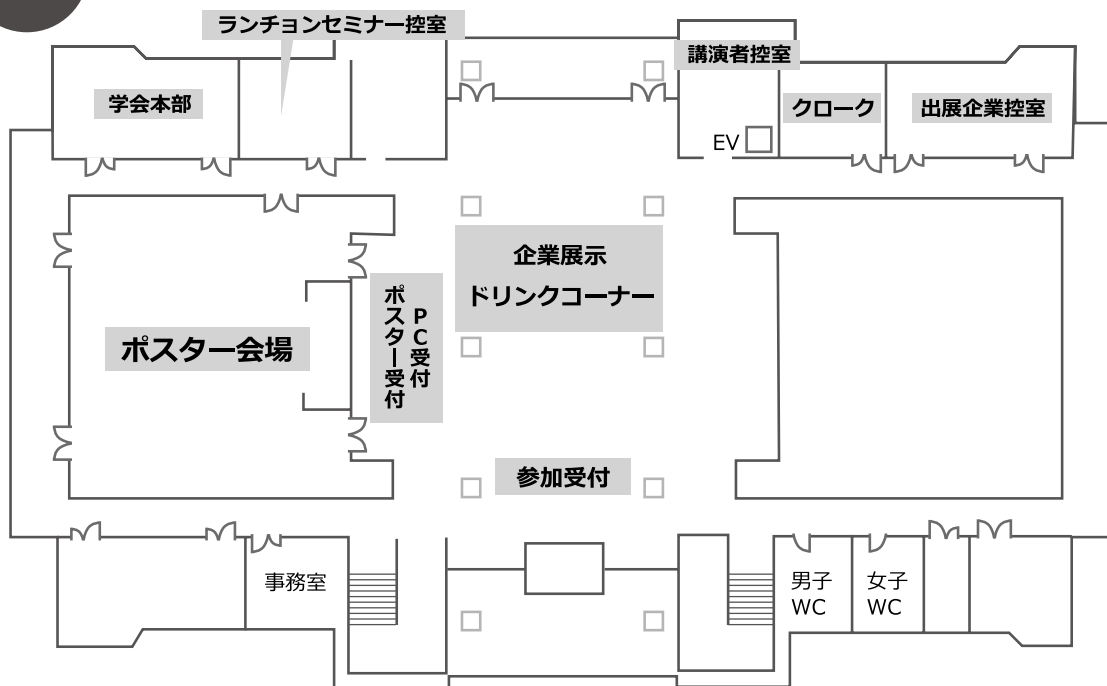 ランチョンセミナー控室
講演者控室
学会本部
クローク
出展企業控室
EV
企業展示
ドリンクコーナー
PC受付
ポスター受付
ポスター会場
参加受付
事務室
男子
WC
女子
WC